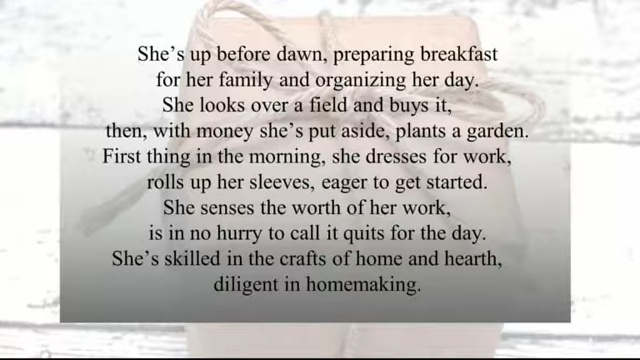 She’s up before dawn, preparing breakfast
for her family and organizing her day.
She looks over a field and buys it,
then, with money she’s put aside, plants a garden.
First thing in the morning, she dresses for work,
rolls up her sleeves, eager to get started.
She senses the worth of her work,
is in no hurry to call it quits for the day.
She’s skilled in the crafts of home and hearth,
diligent in homemaking.